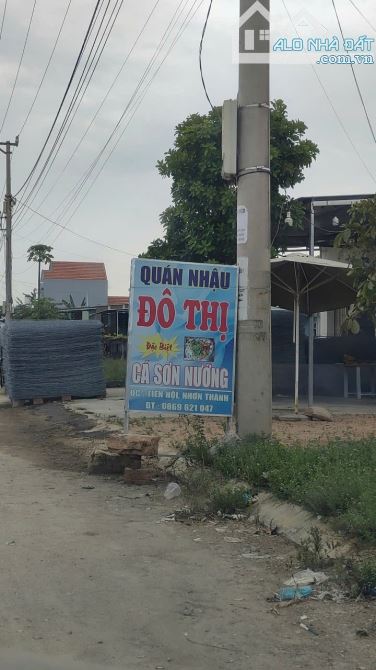 ALO NHÀ ĐẤT
.com.vn
QUÁN NHẬU
ĐÔ THỊ
Đặc Biệt
CÁ SƠN NƯỚNG
ĐC: TIÊN HỘI, NHƠN THÀNH
ĐT: 0869 521 047